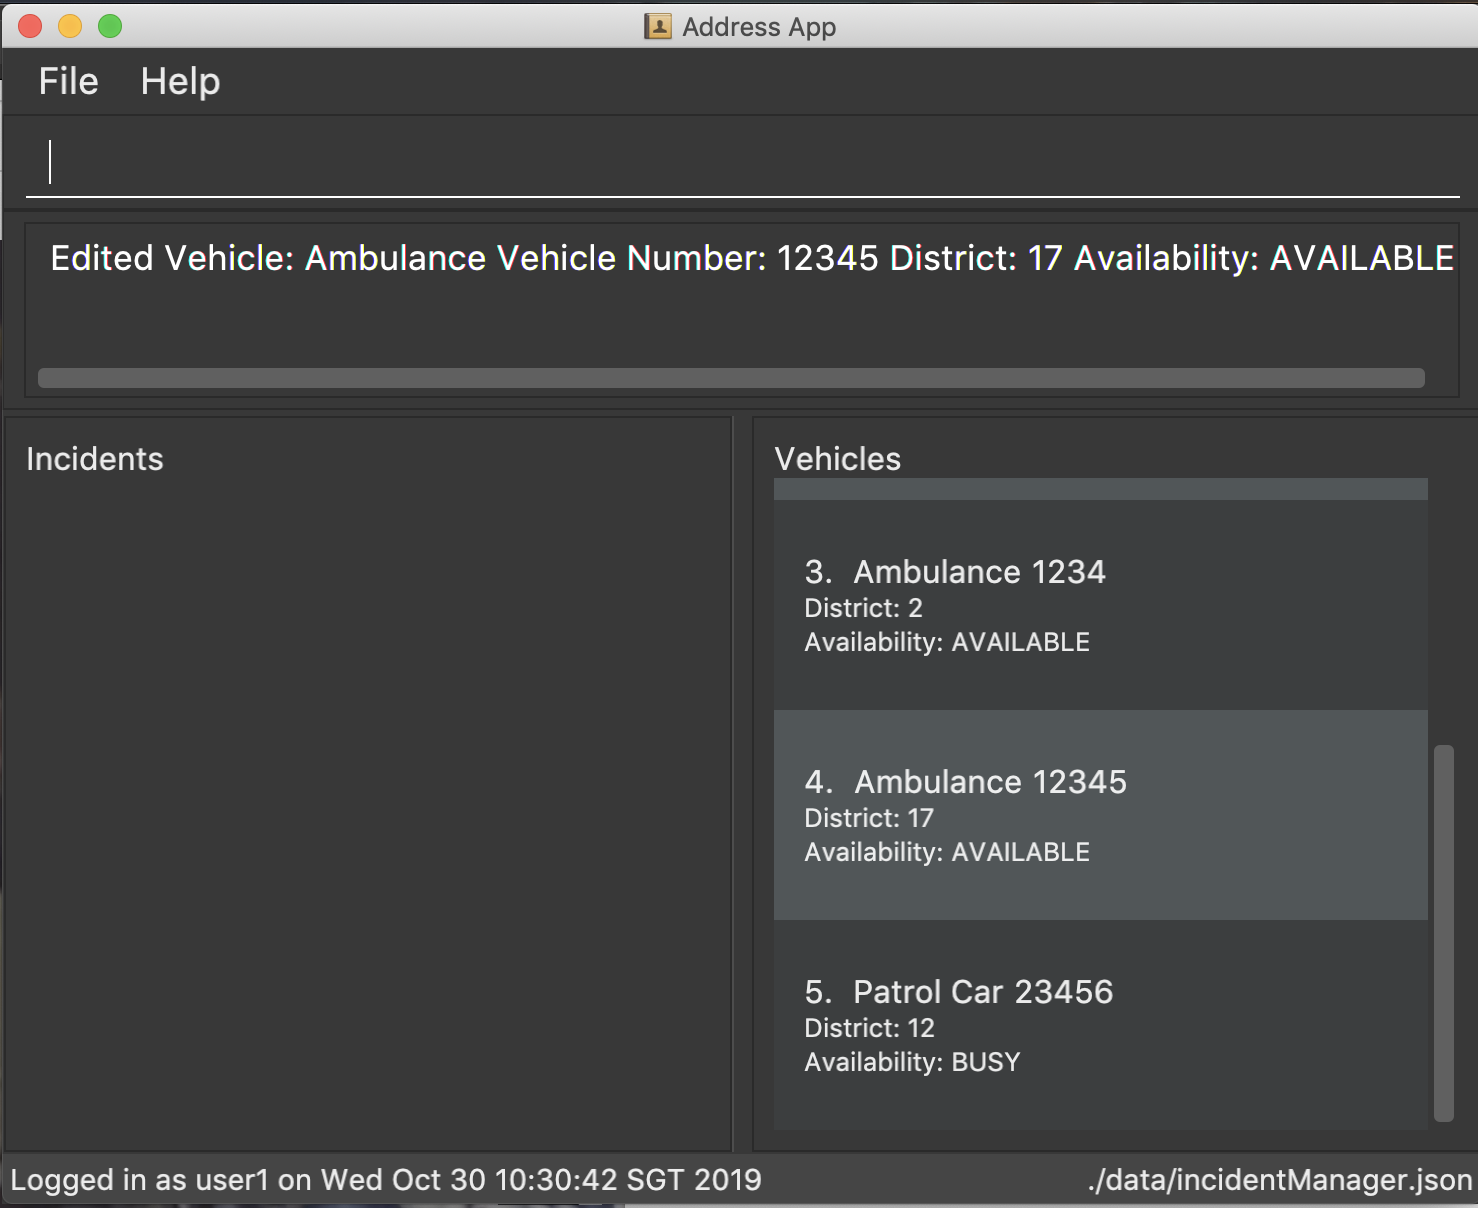 Address App
File Help
Edited Vehicle: Ambulance Vehicle Number: 12345 District: 17 Availability: AVAILABLE
Incidents
Vehicles
3. Ambulance 1234
District: 2
Availability: AVAILABLE
4. Ambulance 12345
District: 17
Availability: AVAILABLE
5. Patrol Car 23456
District: 12
Availability: BUSY
Logged in as user1 on Wed Oct 30 10:30:42 SGT 2019
./data/incidentManager.json